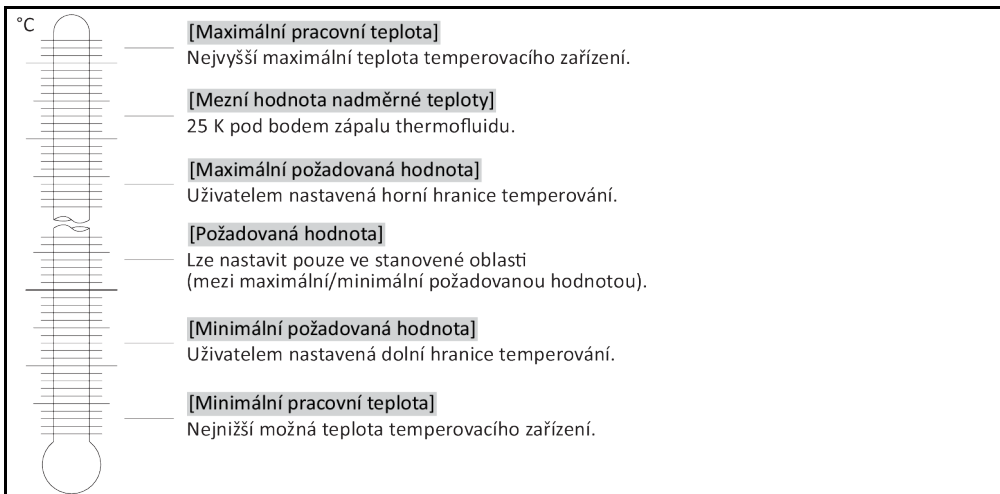 °C
[Maximální pracovní teplota]
Nejvyšší maximální teplota temperovacího zařízení.
[Mezní hodnota nadměrné teploty]
25 K pod bodem zápalu thermofluidu.
[Maximální požadovaná hodnota]
Uživatelem nastavená horní hranice temperování.
[Požadovaná hodnota]
Lze nastavit pouze ve stanovené oblasti
(mezi maximální/minimální požadovanou hodnotou).
[Minimální požadovaná hodnota]
Uživatelem nastavená dolní hranice temperování.
[Minimální pracovní teplota]
Nejnižší možná teplota temperovacího zařízení.